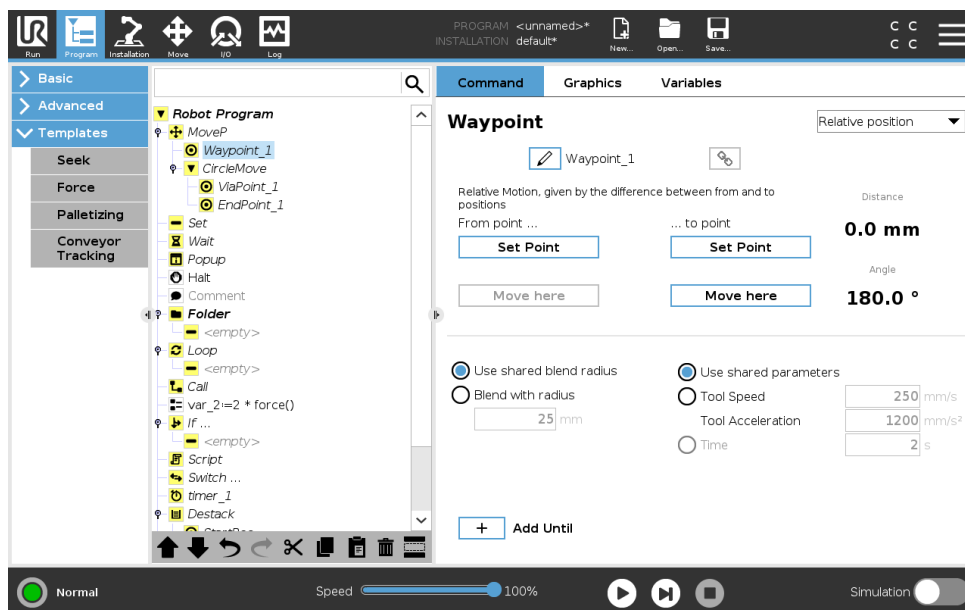 PROGRAM <unnamed>*
INSTALLATION default*
Run Program Installation Move I/O Log New... Open... Save...
C C
C C
Basic
Advanced
Templates
Seek
Force
Palletizing
Conveyor
Tracking
Robot Program
MoveP
Waypoint_1
CircleMove
ViaPoint_1
EndPoint_1
Set
Wait
Popup
Halt
Comment
Folder
<empty>
Loop
<empty>
Call
var_2≔2 * force()
If ...
<empty>
Script
Switch ...
timer_1
Destack
Command Graphics Variables
Waypoint Relative position
Waypoint_1
Relative Motion, given by the difference between from and to
positions
From point ... ... to point
Set Point Set Point
Move here Move here
Distance
0.0 mm
Angle
180.0 °
Use shared blend radius
Blend with radius
25 mm
Use shared parameters
Tool Speed 250 mm/s
Tool Acceleration 1200 mm/s²
Time 2 s
+ Add Until
Normal Speed 100% Simulation